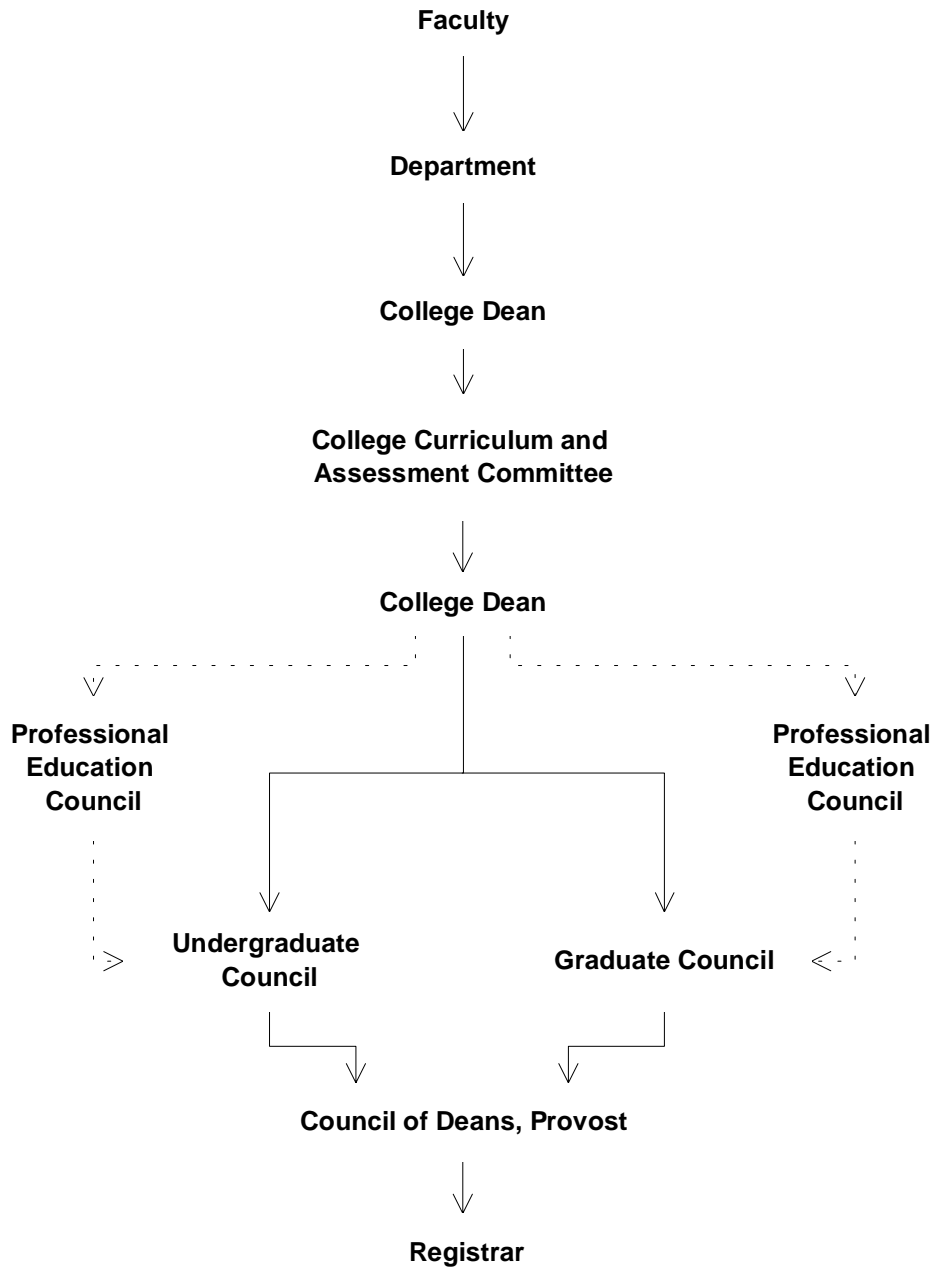 Faculty
Department
College Dean
College Curriculum and
Assessment Committee
College Dean
Professional
Education
Council
Professional
Education
Council
Undergraduate
Council
Graduate Council
Council of Deans, Provost
Registrar